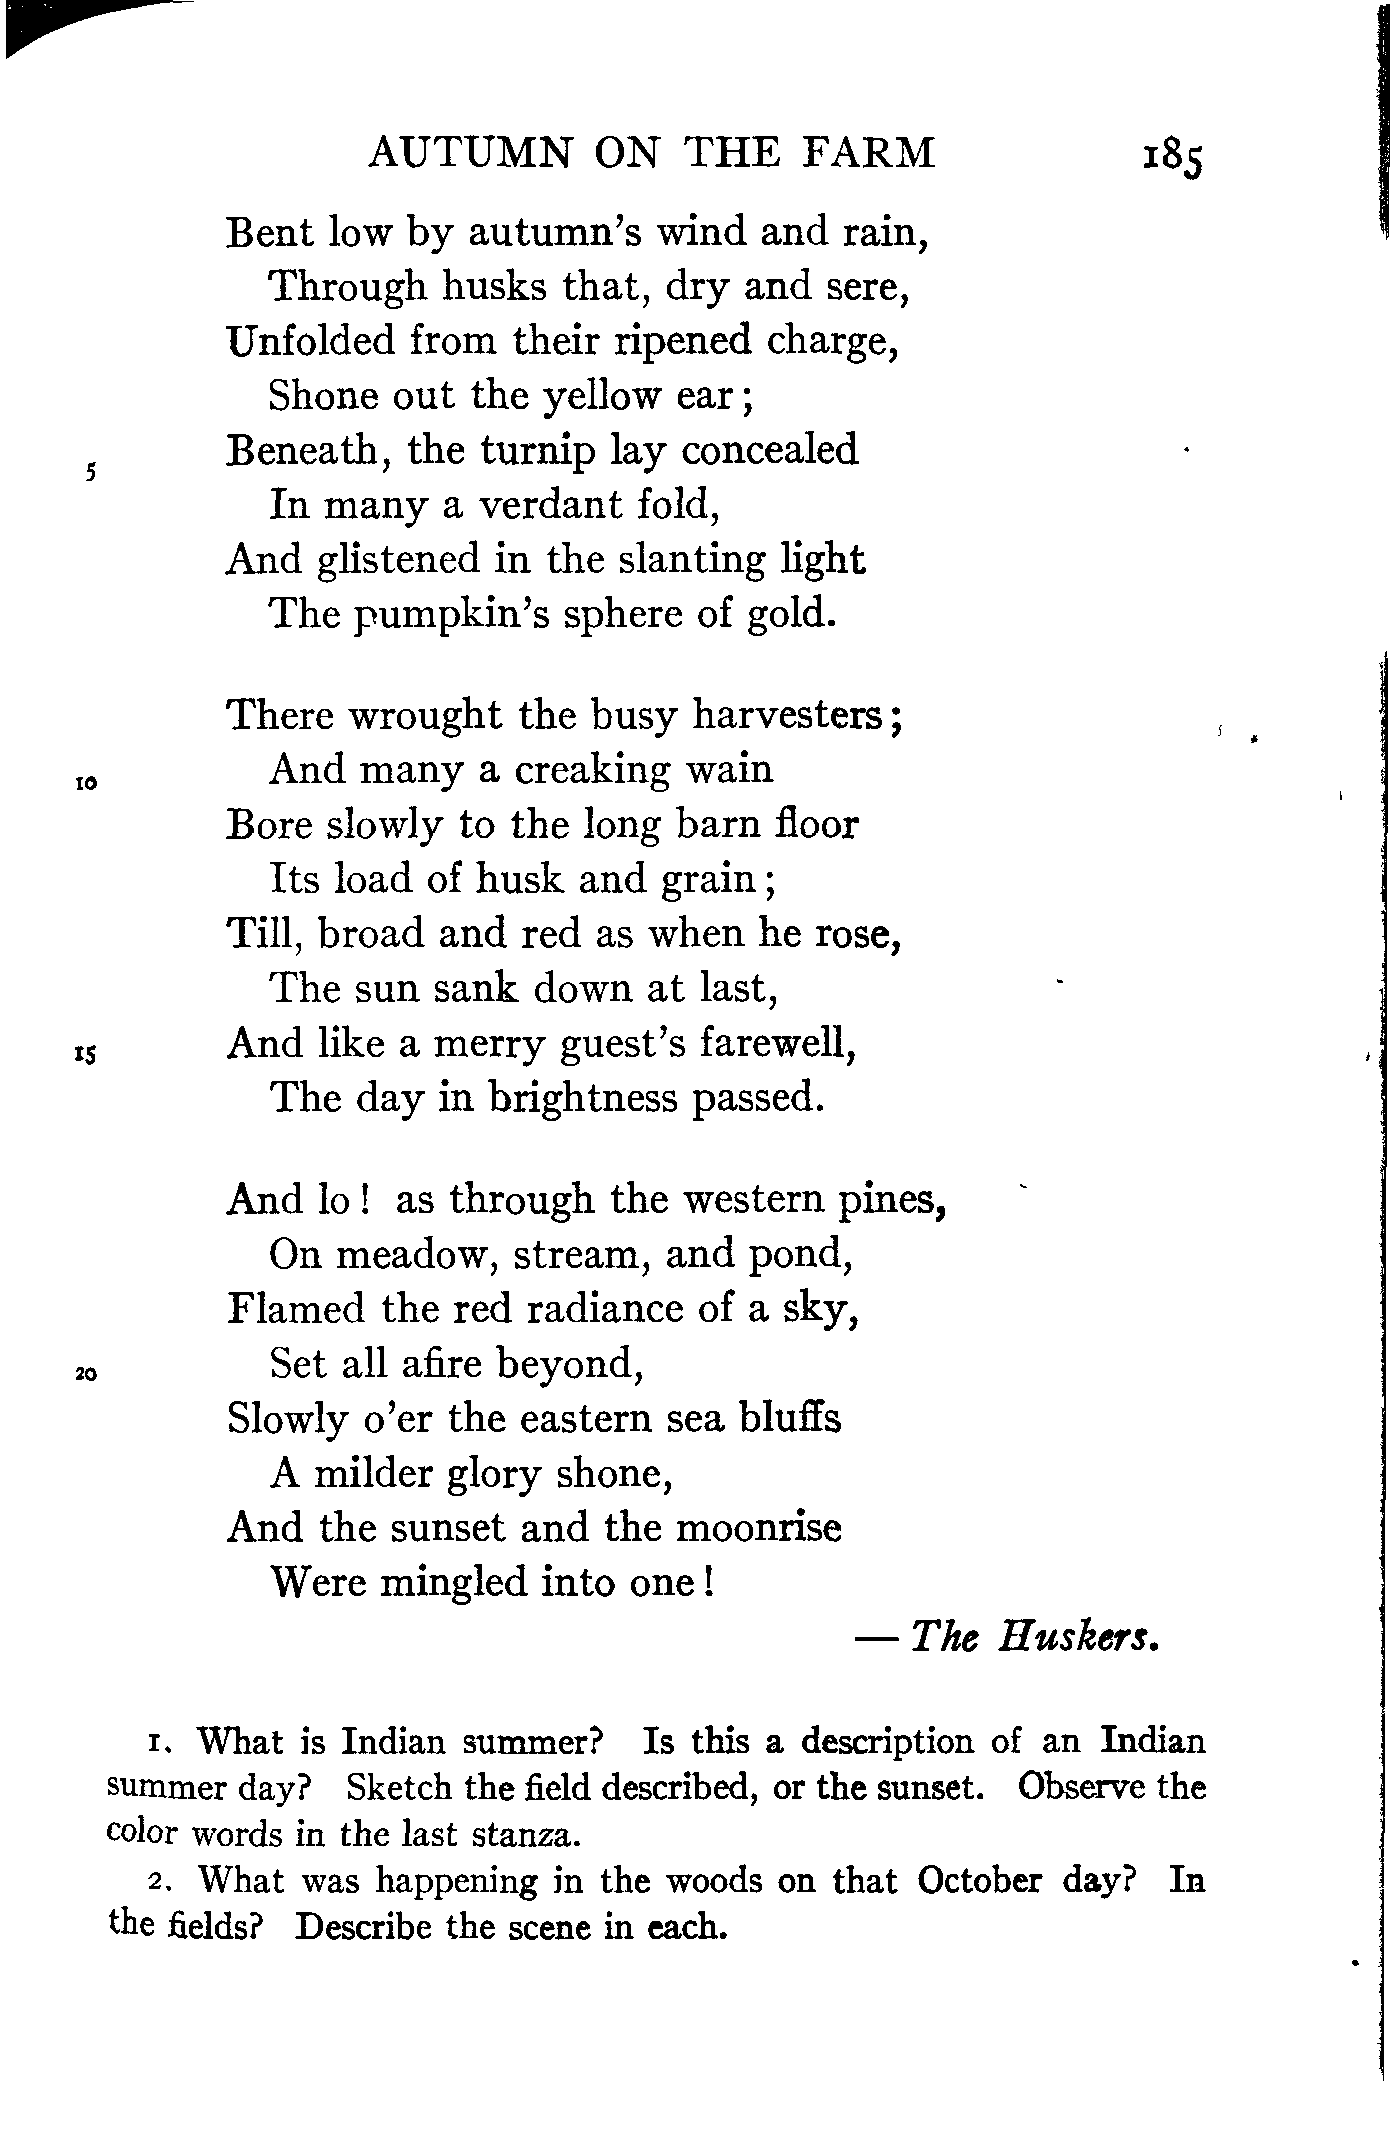 AUTUMN ON THE FARM 185
Bent low by autumn's wind and rain,
Through husks that, dry and sere,
Unfolded from their ripened charge,
Shone out the yellow ear;
5 Beneath, the turnip lay concealed
In many a verdant fold,
And glistened in the slanting light
The pumpkin's sphere of gold.
There wrought the busy harvesters;
10 And many a creaking wain
Bore slowly to the long barn floor
Its load of husk and grain;
Till, broad and red as when he rose,
The sun sank down at last,
15 And like a merry guest's farewell,
The day in brightness passed.
And lo! as through the western pines,
On meadow, stream, and pond,
Flamed the red radiance of a sky,
20 Set all afire beyond,
Slowly o'er the eastern sea bluffs
A milder glory shone,
And the sunset and the moonrise
Were mingled into one!
— The Huskers.
1. What is Indian summer? Is this a description of an Indian
summer day? Sketch the field described, or the sunset. Observe the
color words in the last stanza.
2. What was happening in the woods on that October day? In
the fields? Describe the scene in each.